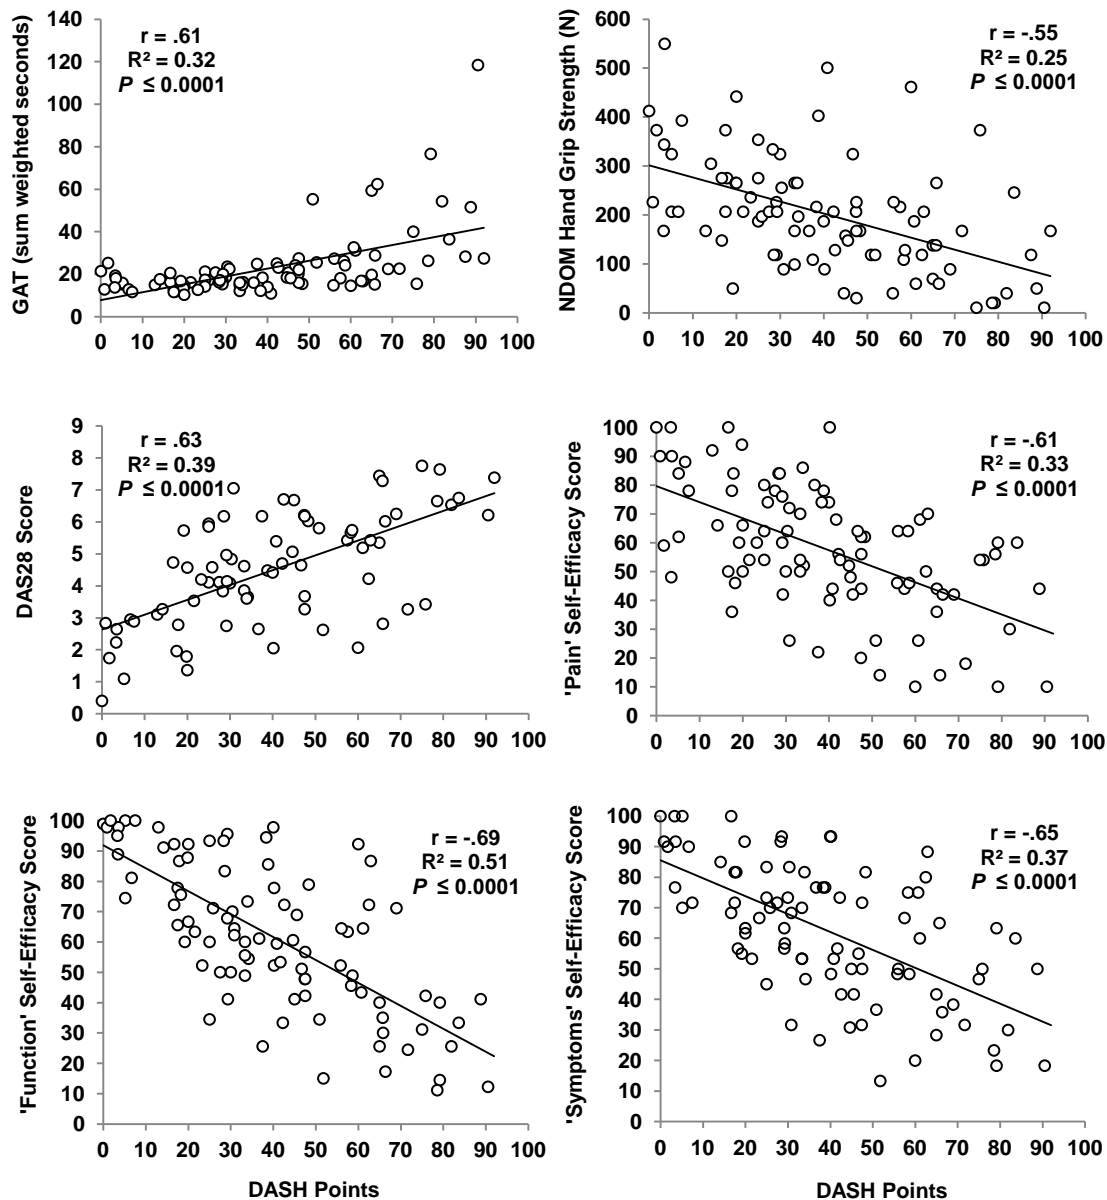 GAT (sum weighted seconds)
140
120
100
80
60
40
20
0
r = .61
R² = 0.32
P ≤ 0.0001
0 10 20 30 40 50 60 70 80 90 100
NDOM Hand Grip Strength (N)
600
500
400
300
200
100
0
r = -.55
R² = 0.25
P ≤ 0.0001
0 10 20 30 40 50 60 70 80 90 100
DAS28 Score
9
8
7
6
5
4
3
2
1
0
r = .63
R² = 0.39
P ≤ 0.0001
0 10 20 30 40 50 60 70 80 90 100
'Pain' Self-Efficacy Score
100
90
80
70
60
50
40
30
20
10
0
r = -.61
R² = 0.33
P ≤ 0.0001
0 10 20 30 40 50 60 70 80 90 100
'Function' Self-Efficacy Score
100
90
80
70
60
50
40
30
20
10
0
r = -.69
R² = 0.51
P ≤ 0.0001
0 10 20 30 40 50 60 70 80 90 100
DASH Points
'Symptoms' Self-Efficacy Score
100
90
80
70
60
50
40
30
20
10
0
r = -.65
R² = 0.37
P ≤ 0.0001
0 10 20 30 40 50 60 70 80 90 100
DASH Points